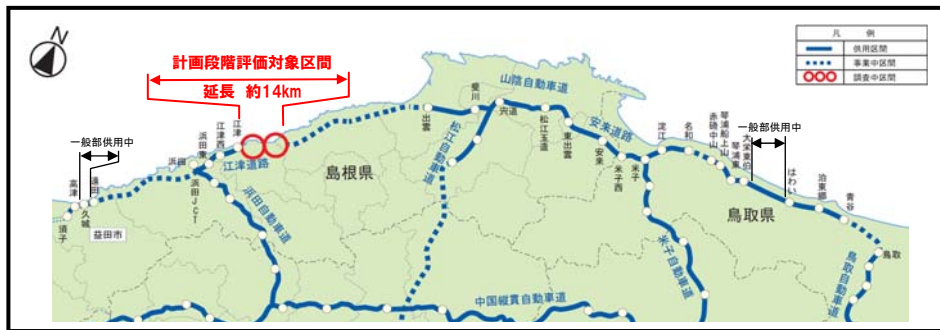 N
計画段階評価対象区間
延長 約14km
凡 例
供用区間
事業中区間
調査中区間
山陰自動車道
一般部供用中
高津
須子
久城
遠田
益田市
浜田
浜田JCT
浜田東
江津西
江津
江津道路
浜田自動車道
島根県
出雲
斐川
宍道
松江自動車道
松江玉造
東出雲
安来道路
安来
米子西
米子
米子自動車道
淀江
名和
赤碕中山
琴浦船上山
琴浦東
大栄東伯
一般部供用中
はわい
泊東郷
青谷
鳥取県
鳥取
鳥取自動車道
中国縦貫自動車道